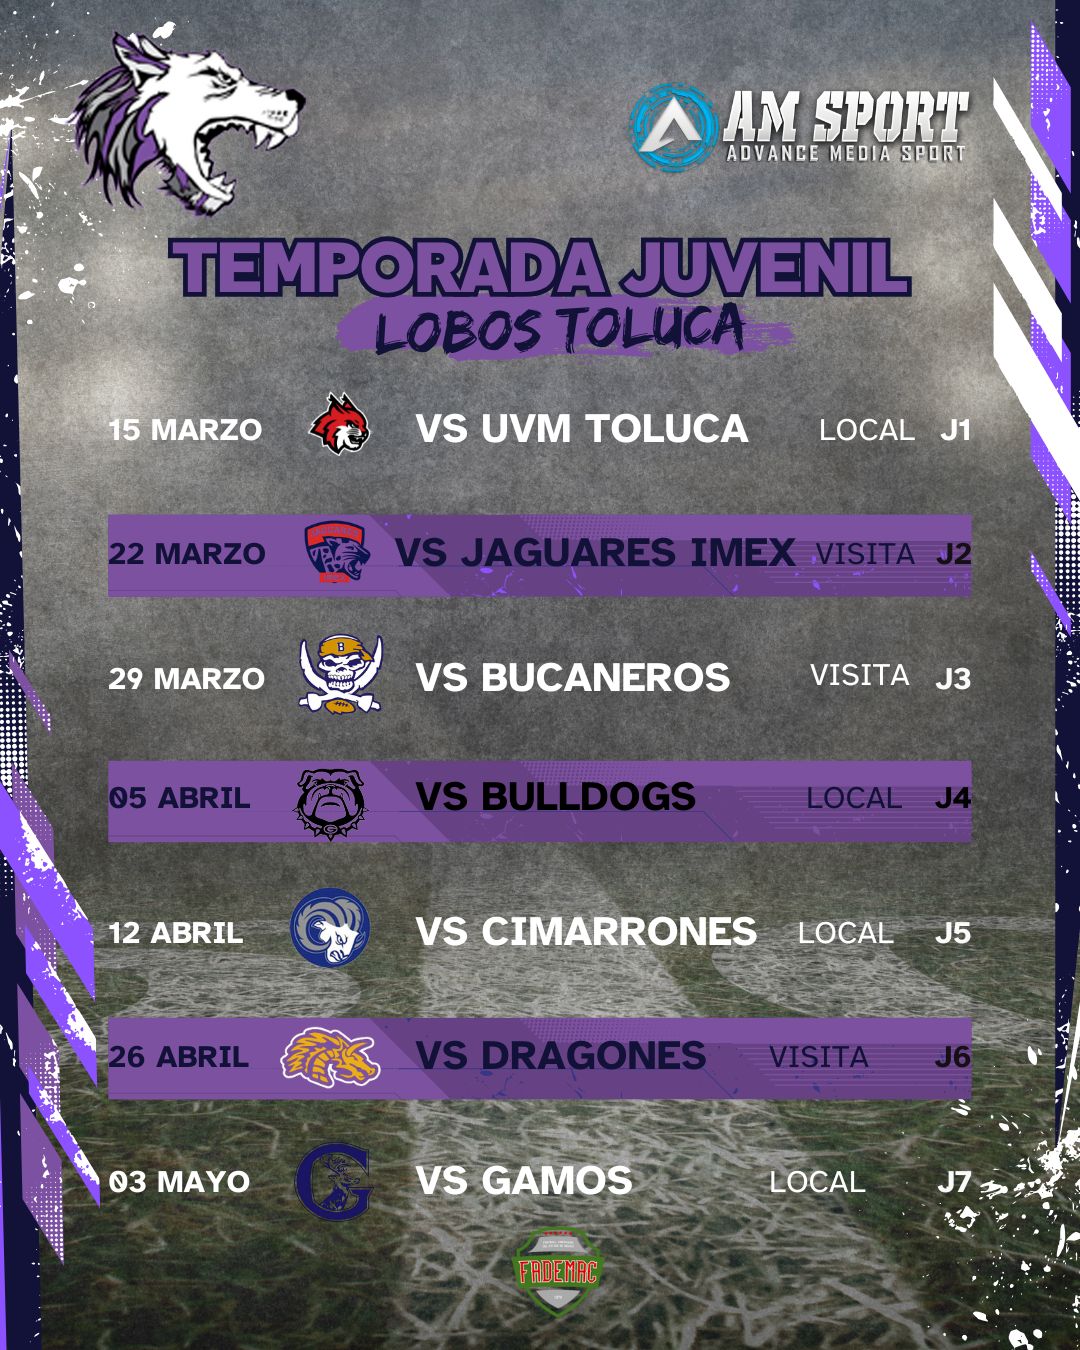 AM SPORT
ADVANCE MEDIA SPORT
TEMPORADA JUVENIL
LOBOS TOLUCA
15 MARZO VS UVM TOLUCA LOCAL J1
22 MARZO VS JAGUARES IMEX VISITA J2
29 MARZO B VS BUCANEROS VISITA J3
05 ABRIL VS BULLDOGS LOCAL J4
12 ABRIL VS CIMARRONES LOCAL J5
26 ABRIL VS DRAGONES VISITA J6
03 MAYO G VS GAMOS LOCAL J7
FADEMAC